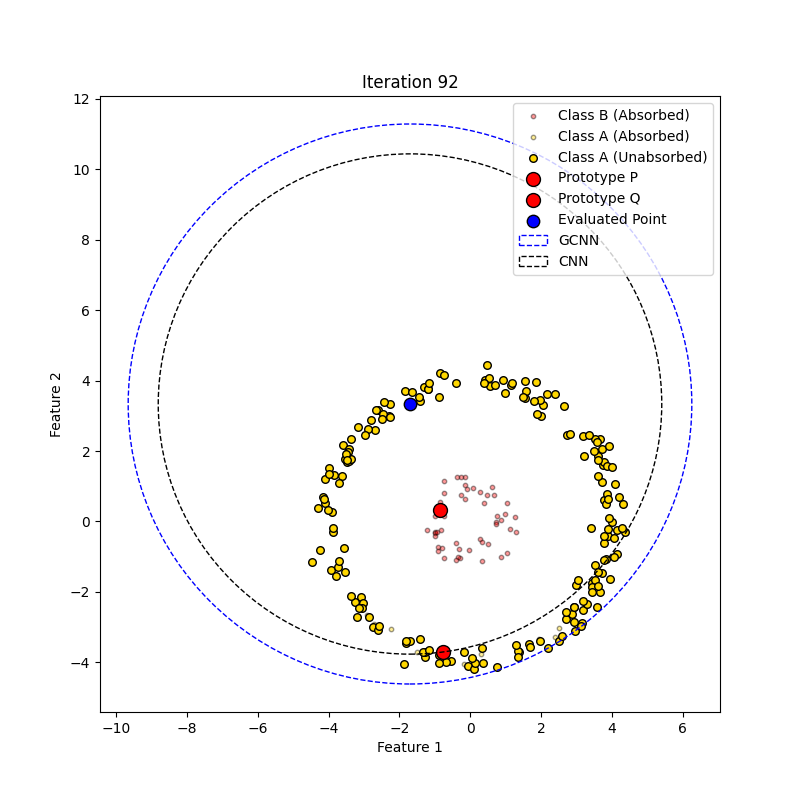 Iteration 92
Class B (Absorbed)
Class A (Absorbed)
Class A (Unabsorbed)
Prototype P
Prototype Q
Evaluated Point
GCNN
CNN
12
10
8
6
4
2
0
−2
−4
Feature 2
−10 −8 −6 −4 −2 0 2 4 6
Feature 1